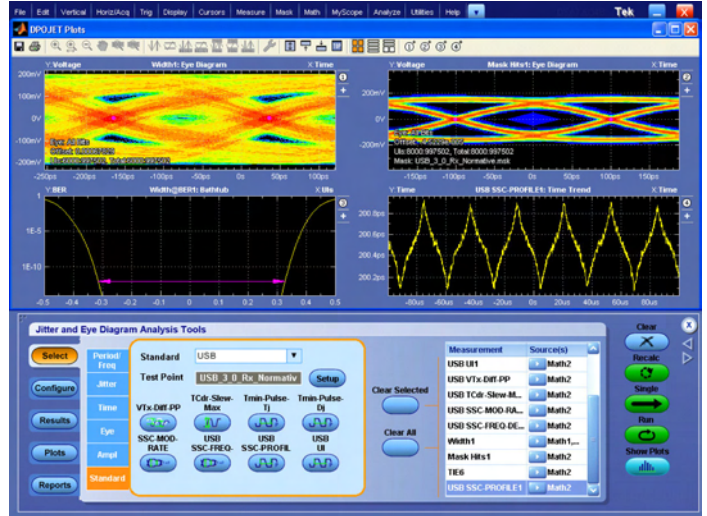 File Edit Vertical Horiz/Acq Trig Display Cursors Measure Mask Math MyScope Analyze Utilities Help Tek
DPOJET Plots
Y:Voltage Width1: Eye Diagram X:Time
200mV
100mV
0V
-100mV
-200mV
Eye: All Bits
UIs:8000:997502, Total:8000:997502
-250ps -200ps -150ps -100ps -50ps 0s 50ps 100ps
Y:Voltage Mask Hits1: Eye Diagram X:Time
200mV
0V
-200mV
UIs:8000:997502, Total:8000:997502
Mask: USB_3_0_Rx_Normative.msk
-150ps -100ps -50ps 0s 50ps 100ps
Y:BER Width@BER1: Bathtub X:UIs
1
1E-5
1E-10
-0.5 -0.4 -0.3 -0.2 -0.1 0 0.1 0.2 0.3 0.4 0.5
Y:Time USB SSC-PROFILE1: Time Trend X:Time
200.8ps
200.4ps
200.2ps
-80us -60us -40us -20us 0s 20us 40us 60us 80us
Jitter and Eye Diagram Analysis Tools
Clear
Select
Configure
Results
Plots
Reports
Period/
Freq
Jitter
Time
Eye
Ampl
Standard
Standard USB
Test Point USB_3_0_Rx_Normativ Setup
VTx-Diff-PP
TCdr-Slew-
Max
Tmin-Pulse-
Tj
Tmin-Pulse-
Dj
SSC-MOD-
RATE
USB
SSC-FREQ-
USB
SSC-PROFIL
USB
UI
Clear Selected
Clear All
Measurement Source(s)
USB UI1 Math2
USB VTx-Diff-PP Math2
USB TCdr-Slew-M... Math2
USB SSC-MOD-RA... Math2
USB SSC-FREQ-DE... Math2
Width1 Math1,...
Mask Hits1 Math2
TIE6 Math2
USB SSC-PROFILE1 Math2
Recalc
Single
Run
Show Plots